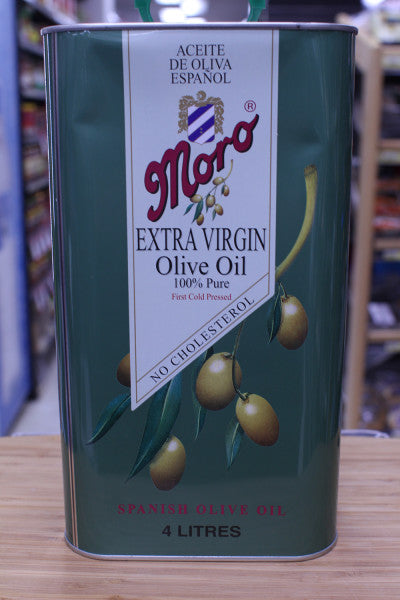 ACEITE
DE OLIVA
ESPAÑOL
Moro®
EXTRA VIRGIN
Olive Oil
100% Pure
First Cold Pressed
NO CHOLESTEROL
SPANISH OLIVE OIL
4 LITRES